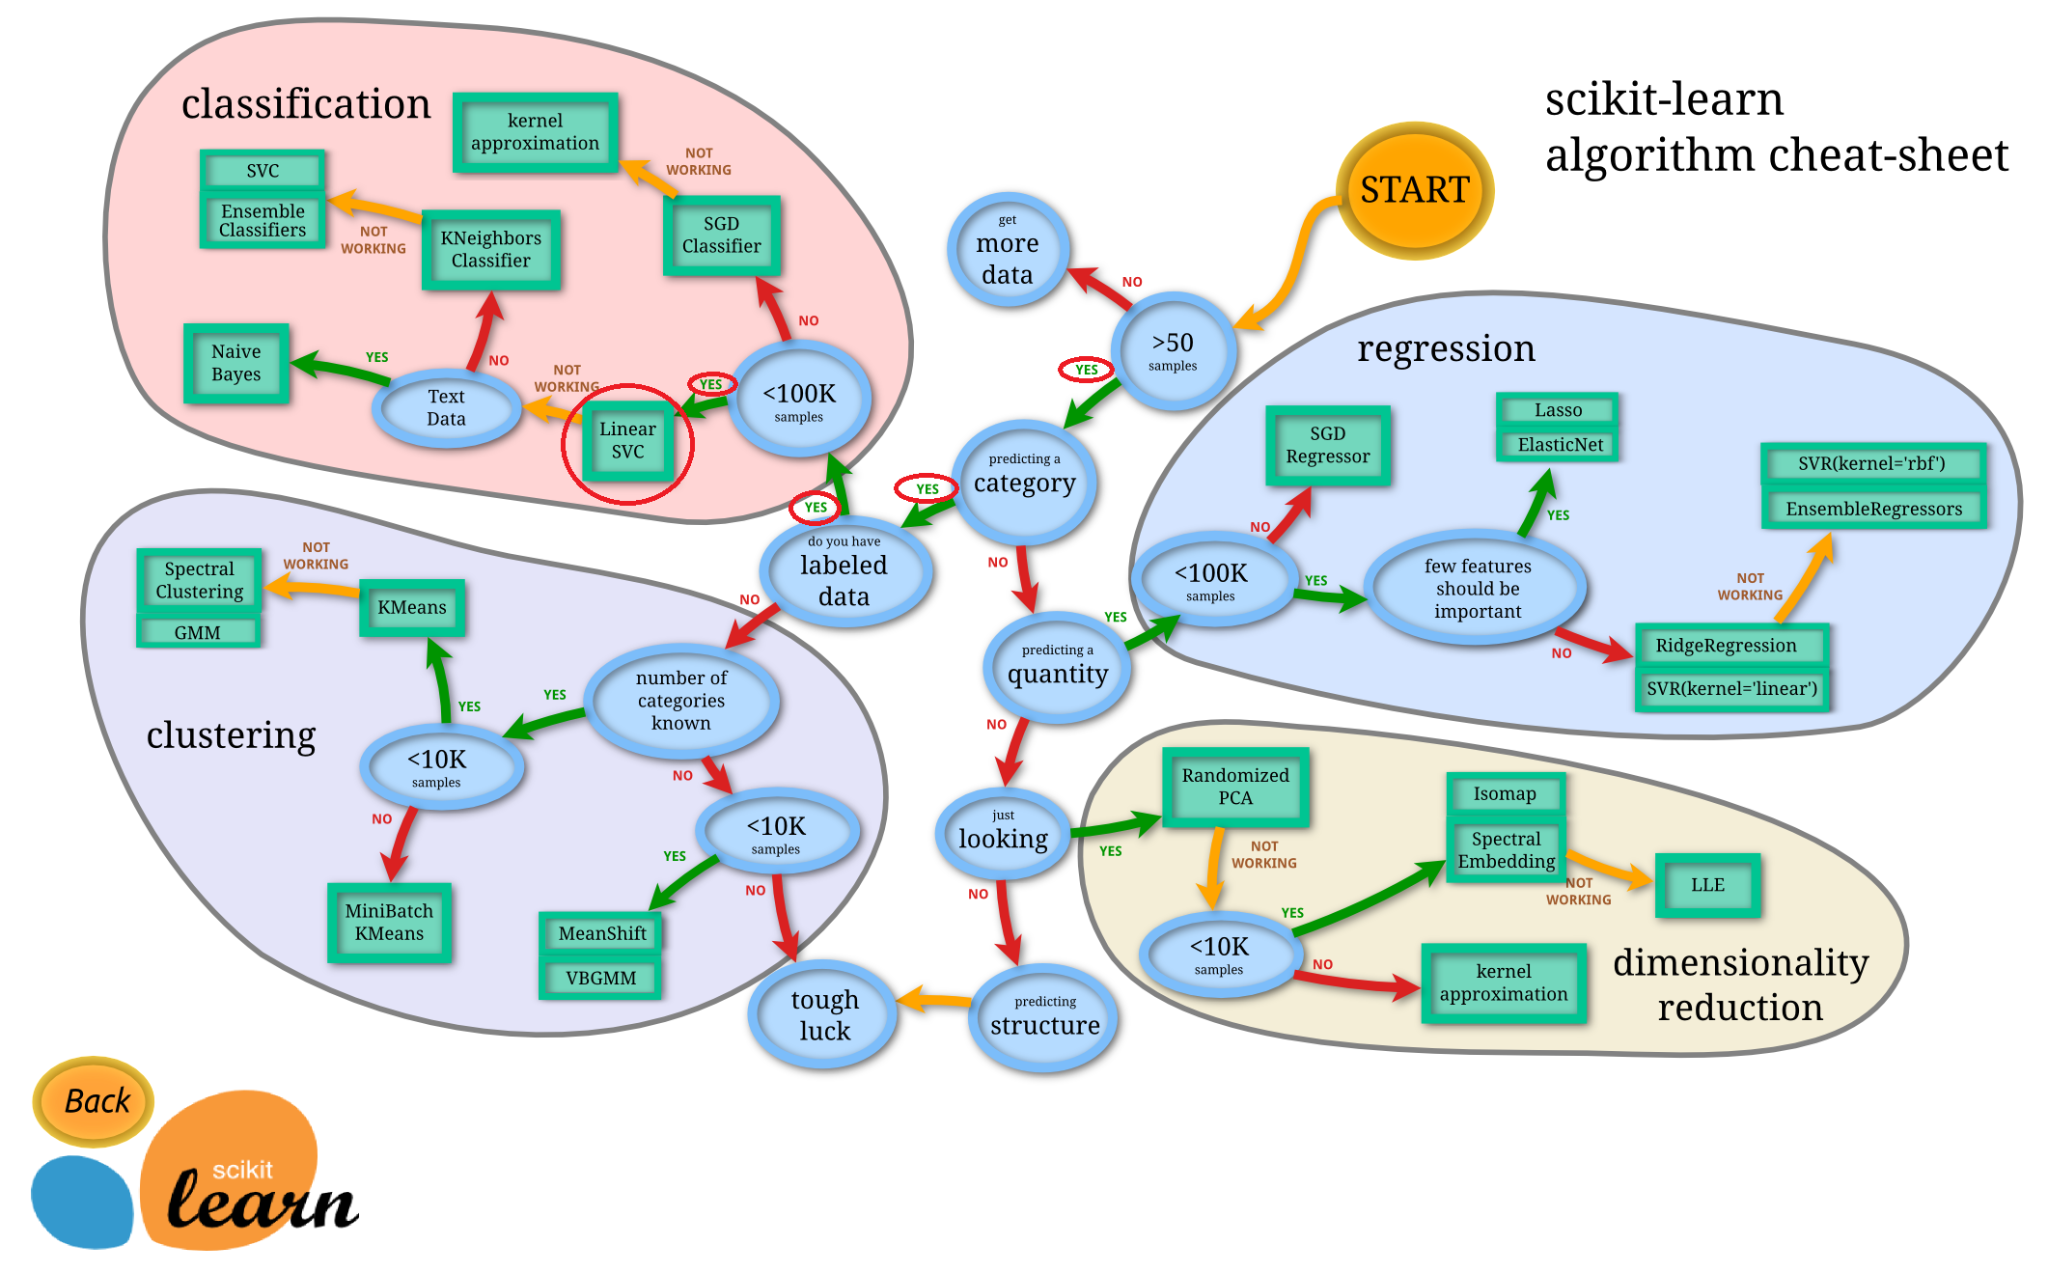 scikit-learn
algorithm cheat-sheet
START
classification
kernel
approximation
NOT
WORKING
SVC
Ensemble
Classifiers
NOT
WORKING
KNeighbors
Classifier
SGD
Classifier
NO
Naive
Bayes
YES
NO
Text
Data
NOT
WORKING
Linear
SVC
YES
<100K
samples
get
more
data
NO
>50
samples
YES
predicting a
category
YES
YES
do you have
labeled
data
NO
NO
predicting a
quantity
YES
NO
just
looking
YES
NO
predicting
structure
tough
luck
regression
SGD
Regressor
NO
<100K
samples
YES
Lasso
ElasticNet
YES
few features
should be
important
NO
SVR(kernel='rbf')
EnsembleRegressors
NOT
WORKING
RidgeRegression
SVR(kernel='linear')
clustering
Spectral
Clustering
GMM
NOT
WORKING
KMeans
YES
<10K
samples
NO
MiniBatch
KMeans
YES
number of
categories
known
NO
<10K
samples
YES
NO
MeanShift
VBGMM
Randomized
PCA
NOT
WORKING
<10K
samples
YES
NO
Isomap
Spectral
Embedding
NOT
WORKING
LLE
kernel
approximation
dimensionality
reduction
Back
scikit
learn